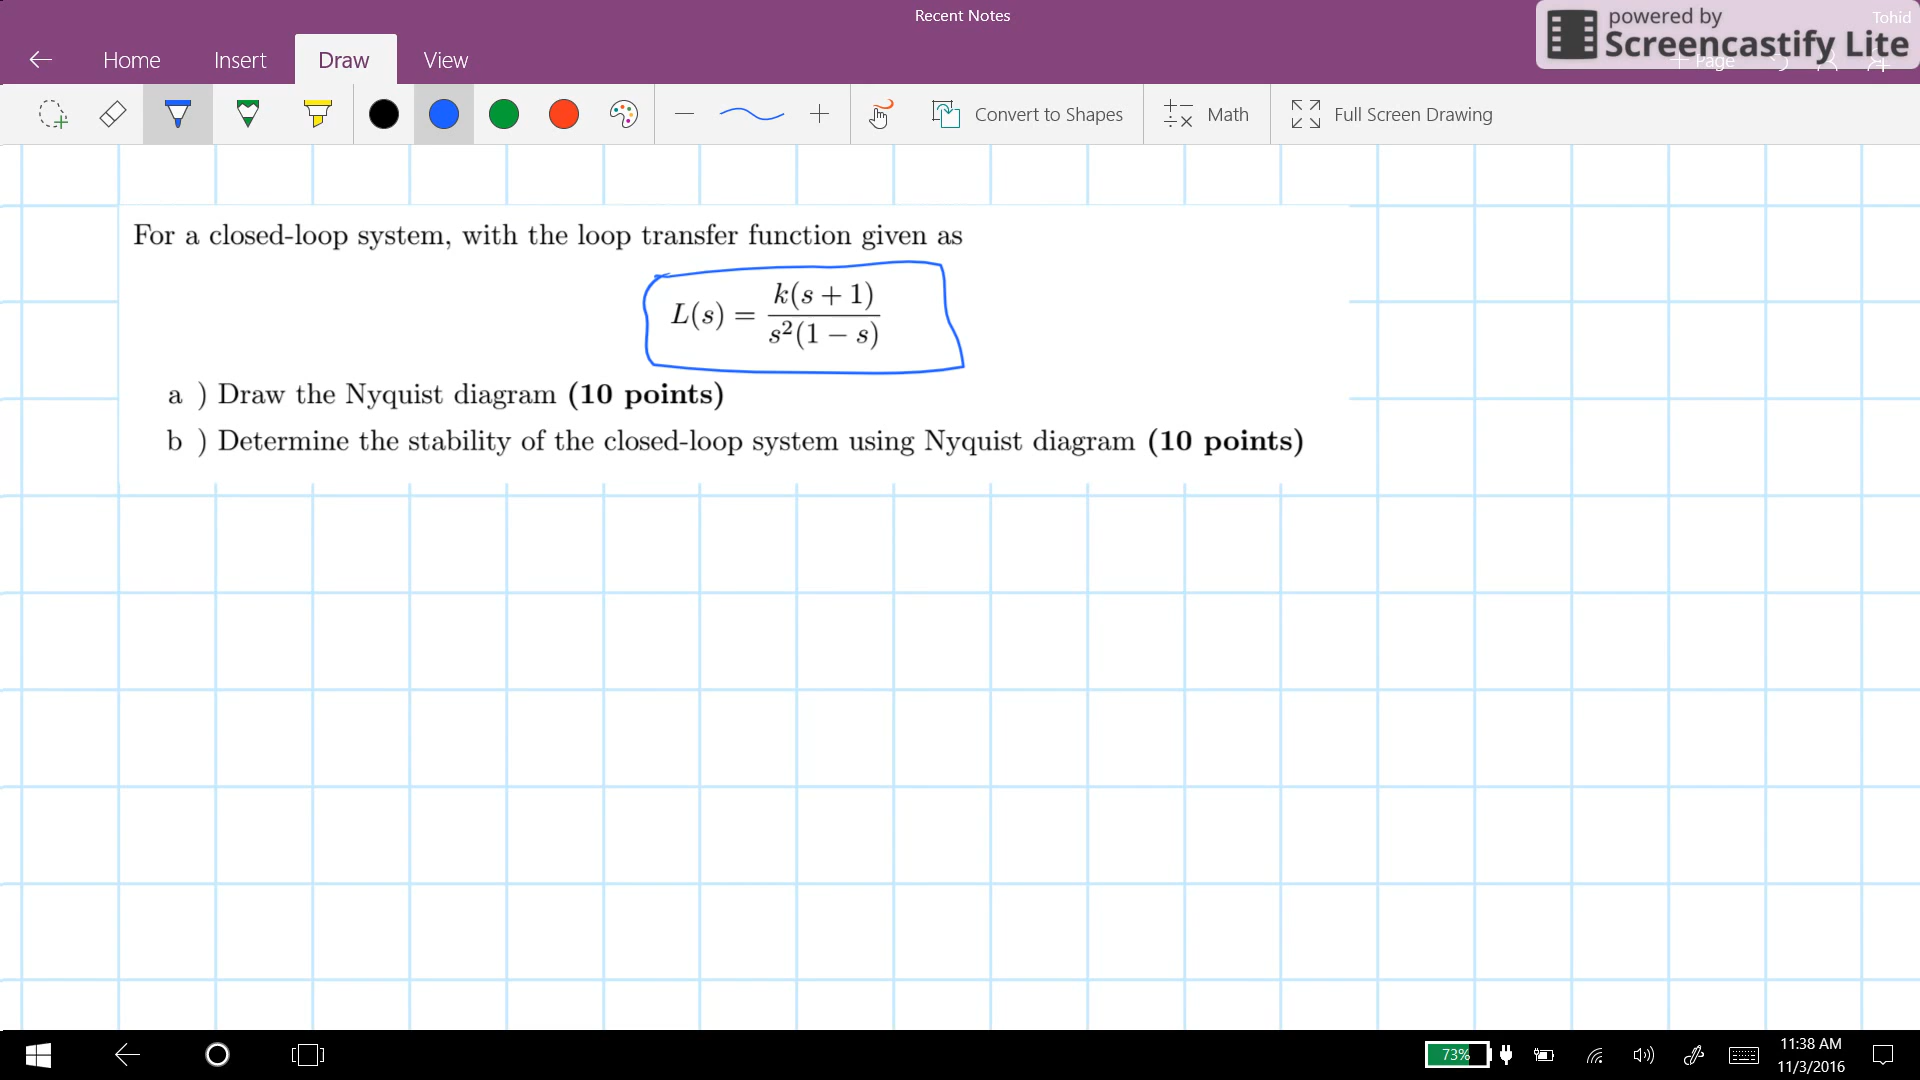 Recent Notes
Tohid
powered by
Screencastify Lite
Home
Insert
Draw
View
+ Page
Convert to Shapes
Math
Full Screen Drawing
For a closed-loop system, with the loop transfer function given as
L(s) = k(s + 1) / s²(1 − s)
a ) Draw the Nyquist diagram (10 points)
b ) Determine the stability of the closed-loop system using Nyquist diagram (10 points)
73%
11:38 AM
11/3/2016